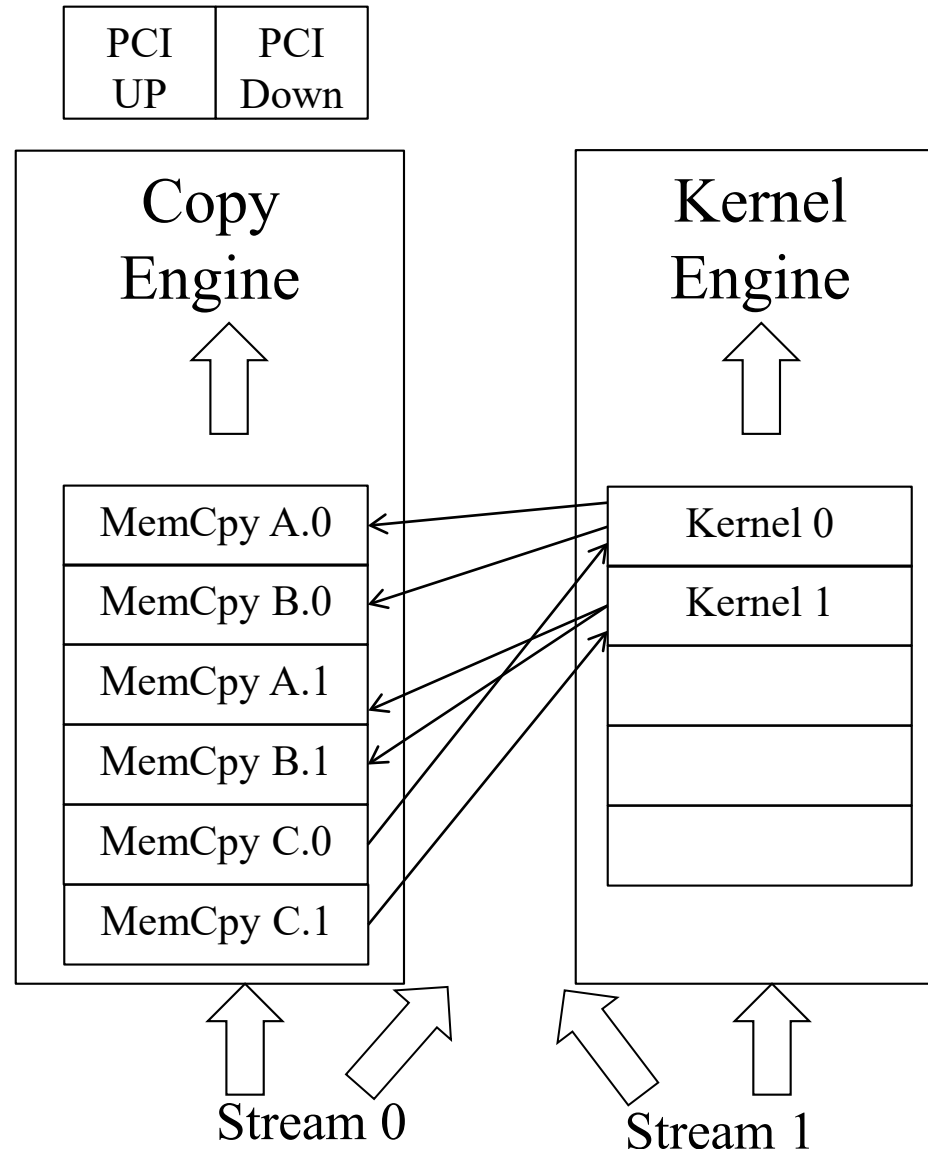 PCI
UP
PCI
Down
Copy
Engine
Kernel
Engine
MemCpy A.0
MemCpy B.0
MemCpy A.1
MemCpy B.1
MemCpy C.0
MemCpy C.1
Kernel 0
Kernel 1
Stream 0
Stream 1